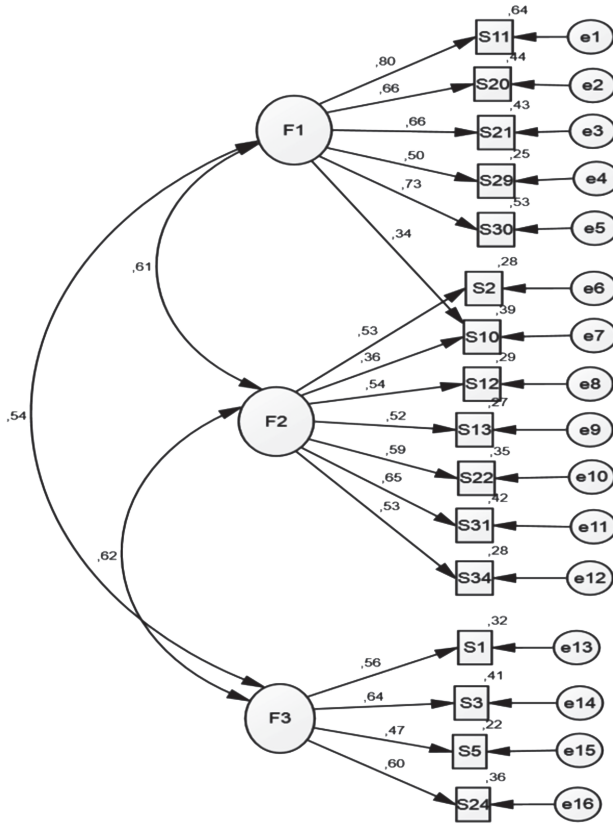 ,64
S11 e1
,80
,44
S20 e2
,66
,43
F1
,66
S21 e3
,25
,50
S29 e4
,73
,53
S30 e5
,34
,61
,28
S2 e6
,53
,39
S10 e7
,36
,29
,54
S12 e8
,27
F2
,52
S13 e9
,54
,59
,35
S22 e10
,65
,42
S31 e11
,53
,28
,62
S34 e12
,32
S1 e13
,56
,41
,64
S3 e14
F3
,22
,47
S5 e15
,60
,36
S24 e16